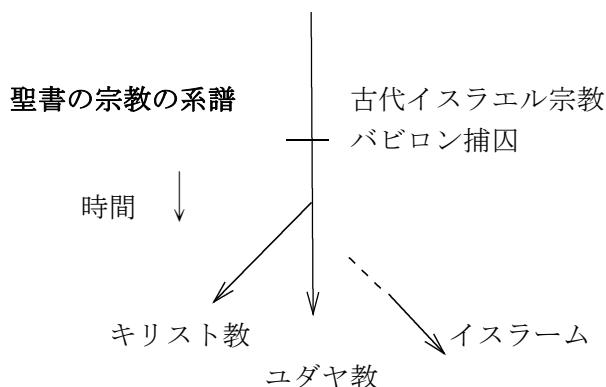 聖書の宗教の系譜
古代イスラエル宗教
バビロン捕囚
時間
キリスト教
イスラーム
ユダヤ教